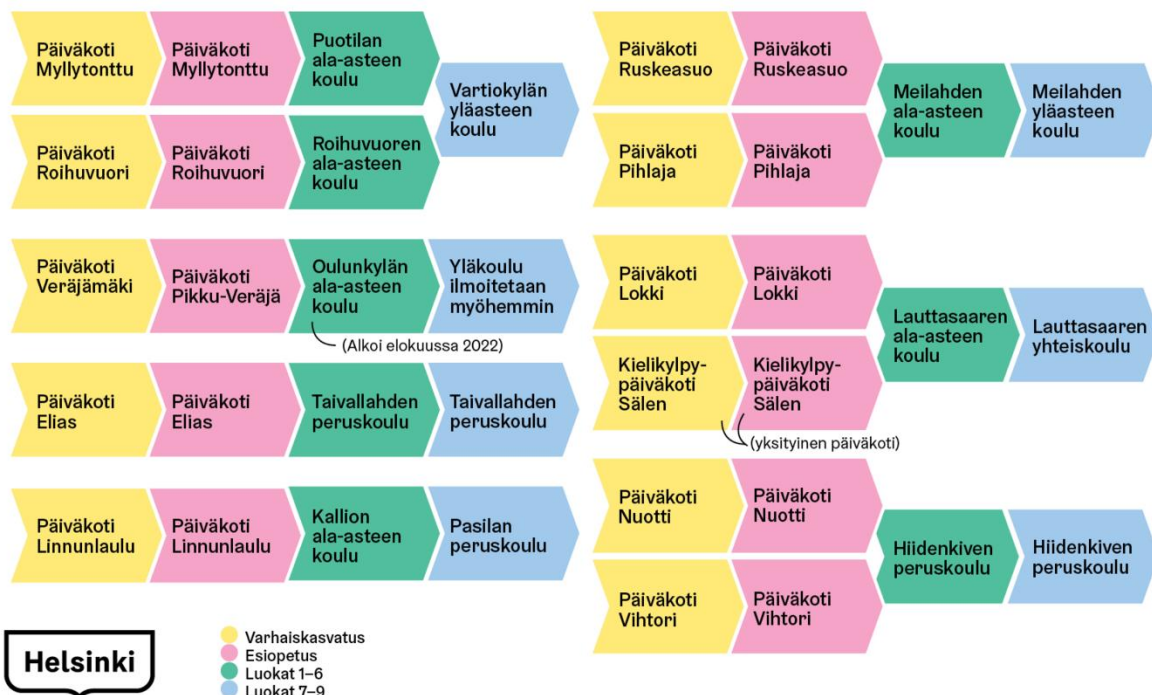 Päiväkoti
Myllytonttu
Päiväkoti
Myllytonttu
Puotilan
ala-asteen
koulu
Päiväkoti
Roihuvuori
Päiväkoti
Roihuvuori
Roihuvuoren
ala-asteen
koulu
Vartiokylän
yläasteen
koulu
Päiväkoti
Veräjämäki
Päiväkoti
Pikku-Veräjä
Oulunkylän
ala-asteen
koulu
Yläkoulu
ilmoitetaan
myöhemmin
(Alkoi elokuussa 2022)
Päiväkoti
Elias
Päiväkoti
Elias
Taivallahden
peruskoulu
Taivallahden
peruskoulu
Päiväkoti
Linnunlaulu
Päiväkoti
Linnunlaulu
Kallion
ala-asteen
koulu
Pasilan
peruskoulu
Päiväkoti
Ruskeasuo
Päiväkoti
Ruskeasuo
Päiväkoti
Pihlaja
Päiväkoti
Pihlaja
Meilahden
ala-asteen
koulu
Meilahden
yläasteen
koulu
Päiväkoti
Lokki
Päiväkoti
Lokki
Kielikylpy-
päiväkoti
Sälen
Kielikylpy-
päiväkoti
Sälen
(yksityinen päiväkoti)
Lauttasaaren
ala-asteen
koulu
Lauttasaaren
yhteiskoulu
Päiväkoti
Nuotti
Päiväkoti
Nuotti
Päiväkoti
Vihtori
Päiväkoti
Vihtori
Hiidenkiven
peruskoulu
Hiidenkiven
peruskoulu
Helsinki
Varhaiskasvatus
Esiopetus
Luokat 1–6
Luokat 7–9